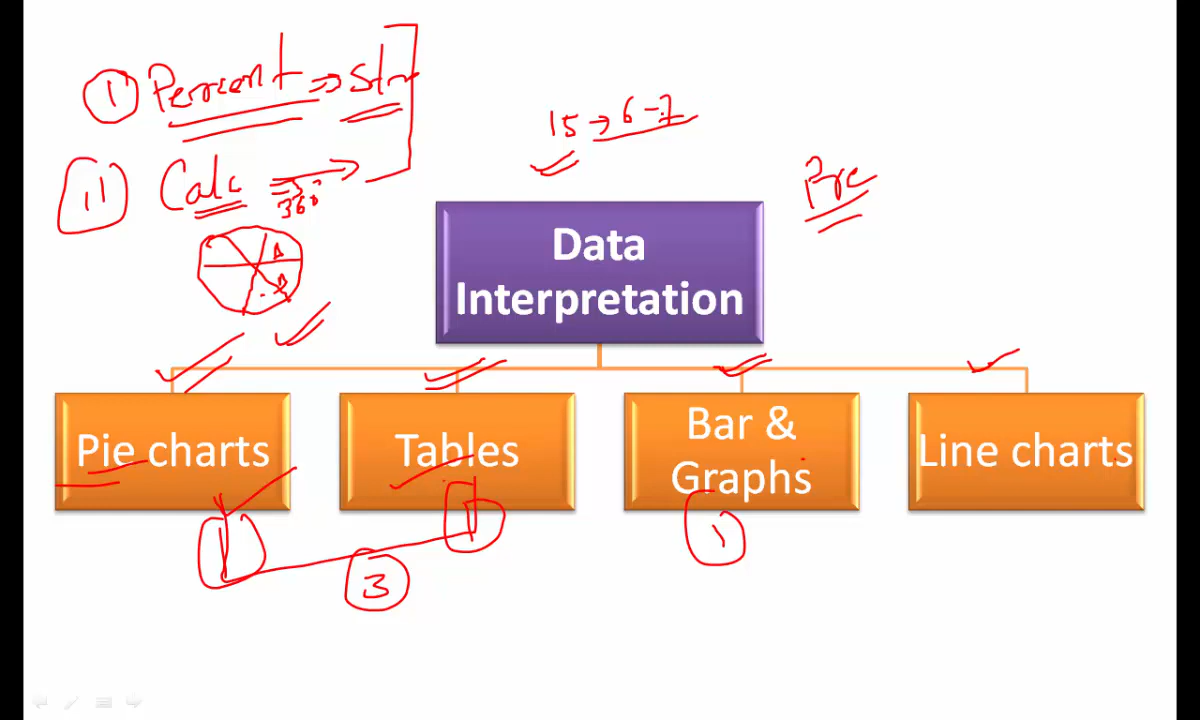 1 Percent ⇒ Str
15 → 6-7
11 Calc ⇒
360°
Pre
A
B
Data
Interpretation
Pie charts
Tables
Bar &
Graphs
Line charts
1
3
1
1